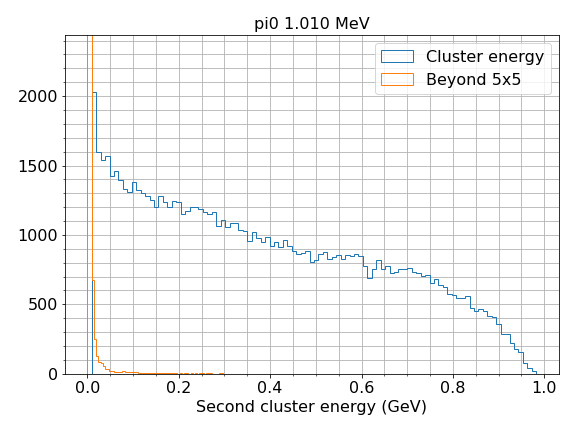 pi0 1.010 MeV
Cluster energy
Beyond 5x5
2000
1500
1000
500
0
0.0 0.2 0.4 0.6 0.8 1.0
Second cluster energy (GeV)